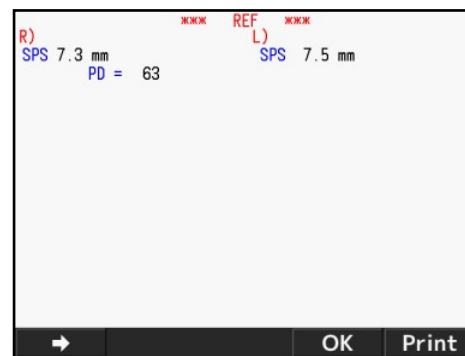 *** REF ***
R) L)
SPS 7.3 mm SPS 7.5 mm
PD = 63
➡ OK Print